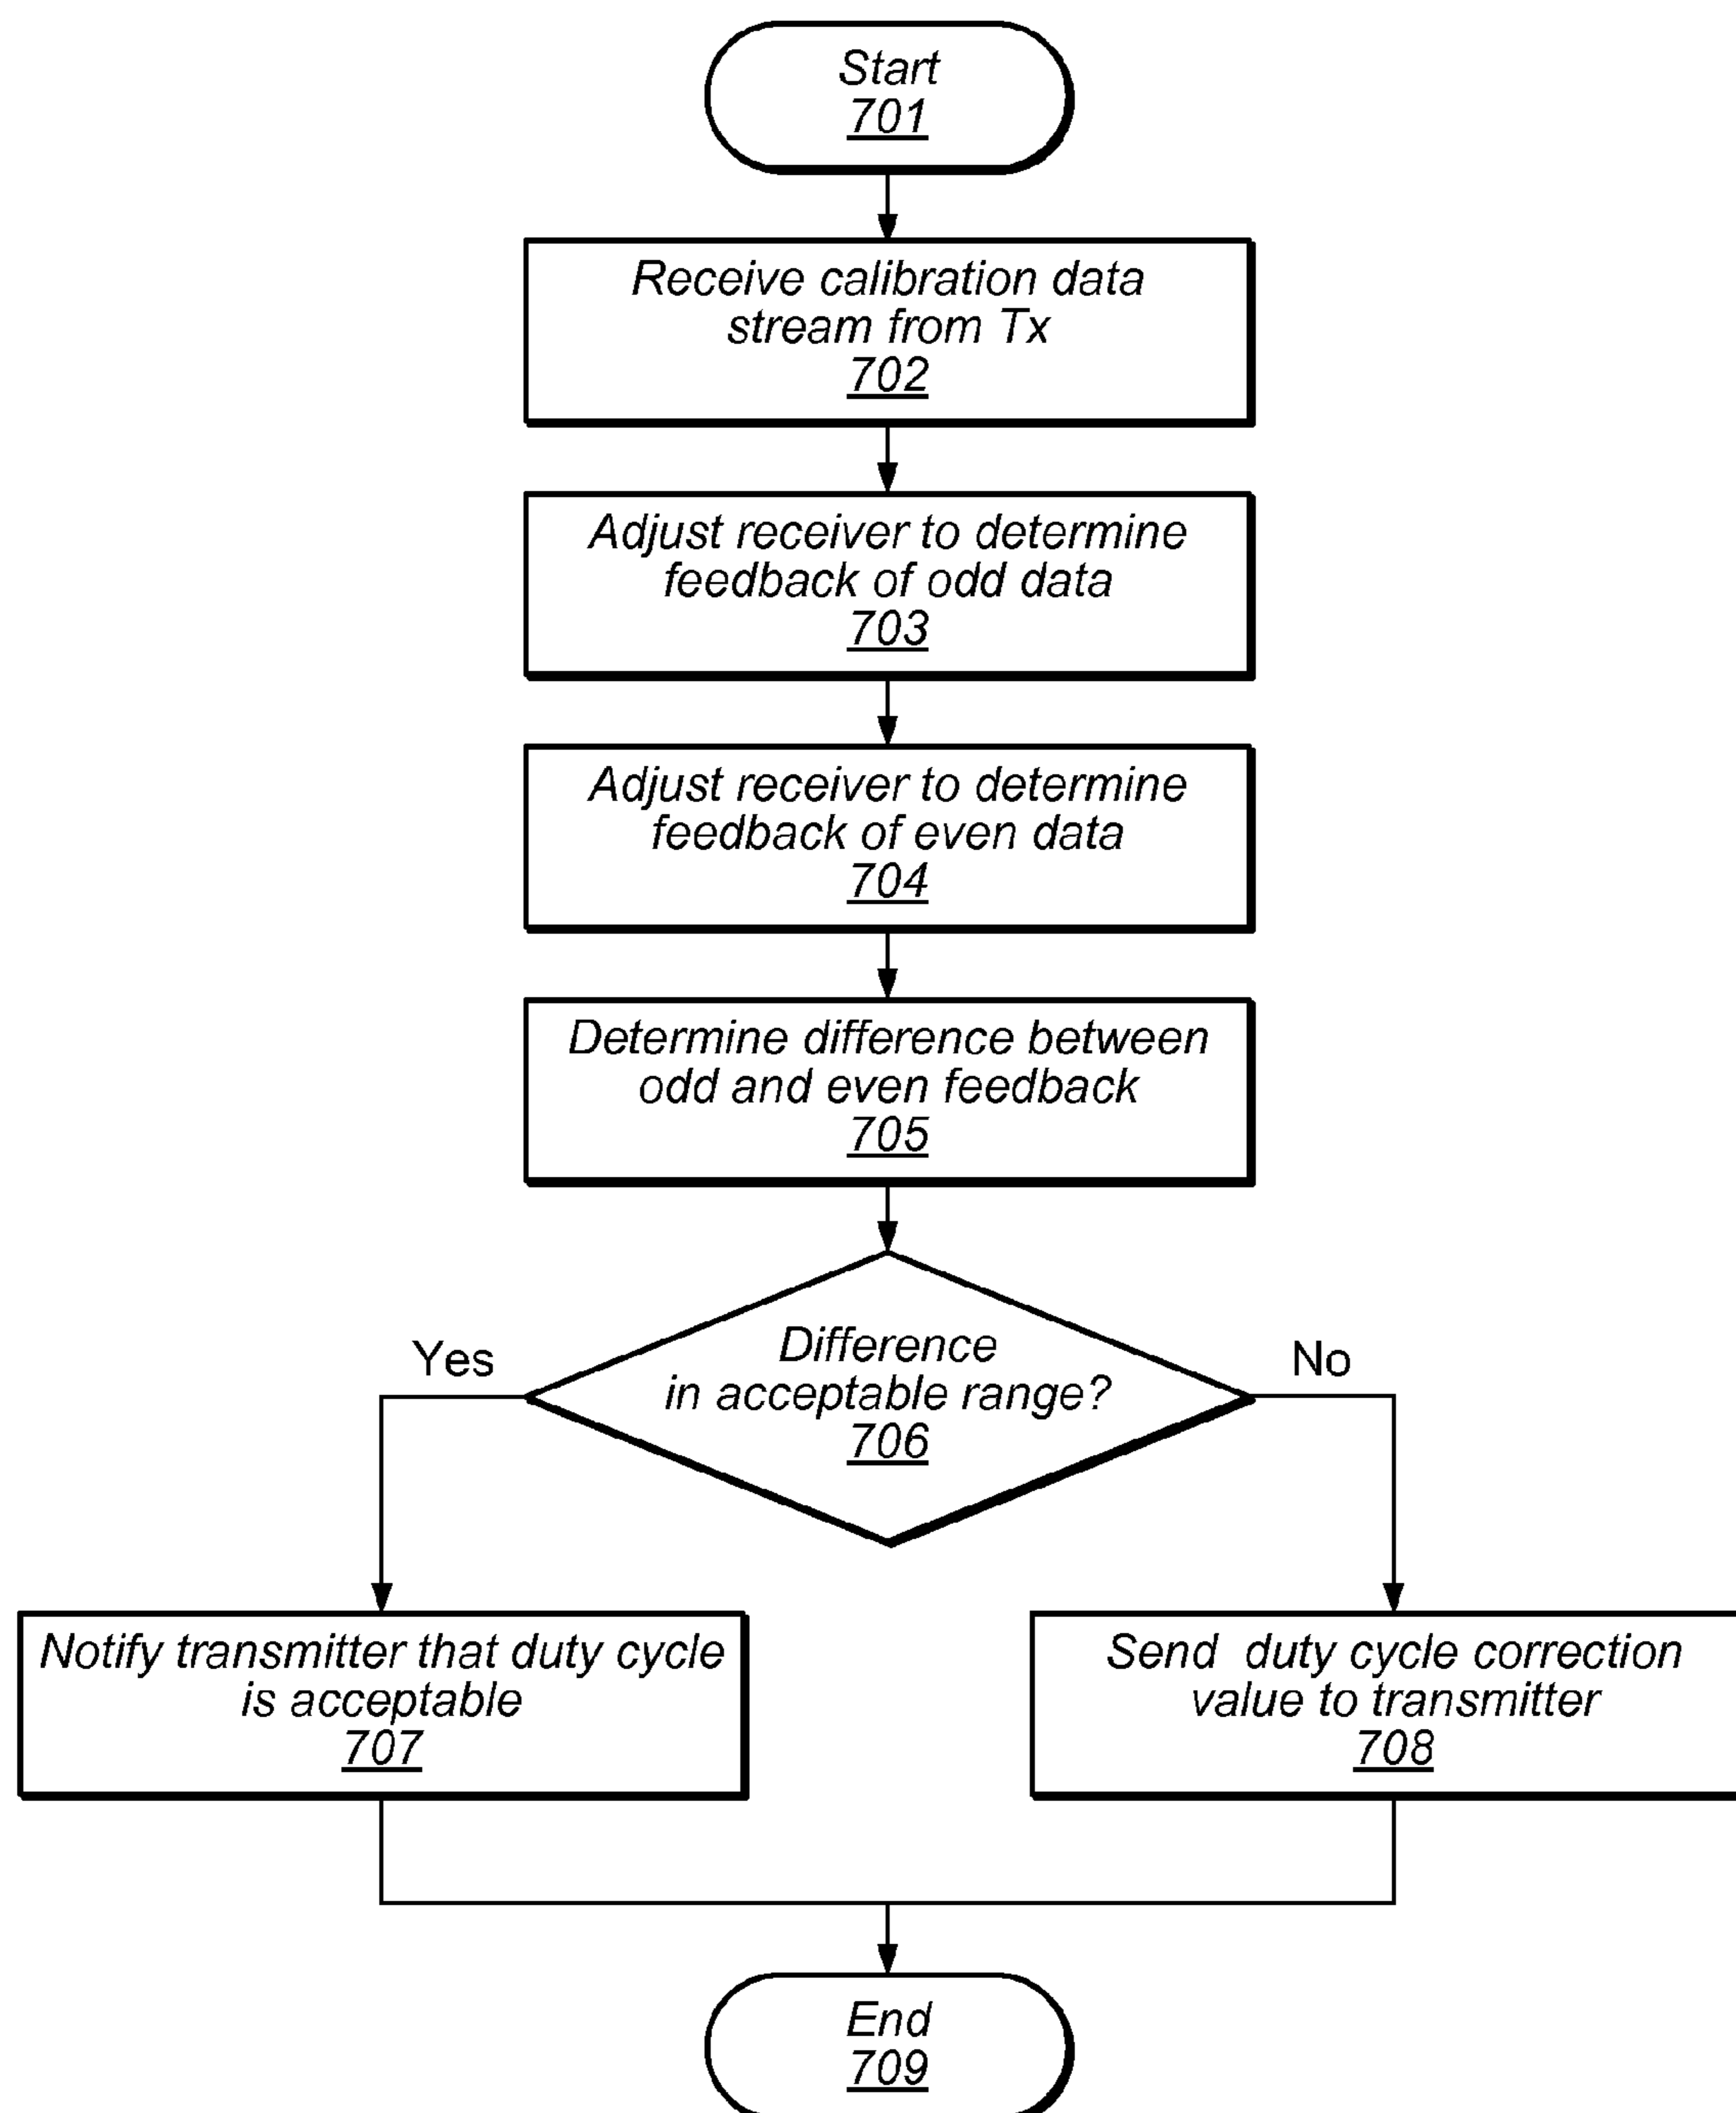 Start
701
Receive calibration data
stream from Tx
702
Adjust receiver to determine
feedback of odd data
703
Adjust receiver to determine
feedback of even data
704
Determine difference between
odd and even feedback
705
Difference
in acceptable range?
706
Yes
No
Notify transmitter that duty cycle
is acceptable
707
Send duty cycle correction
value to transmitter
708
End
709